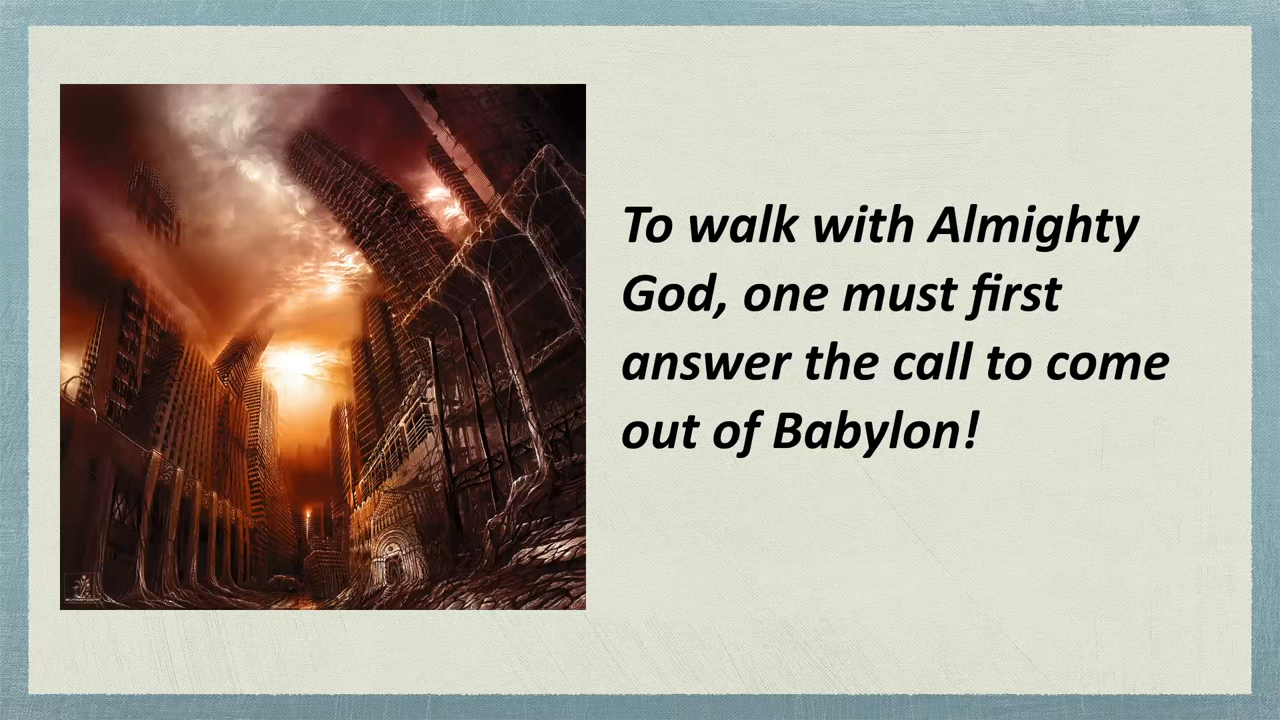 To walk with Almighty
God, one must first
answer the call to come
out of Babylon!